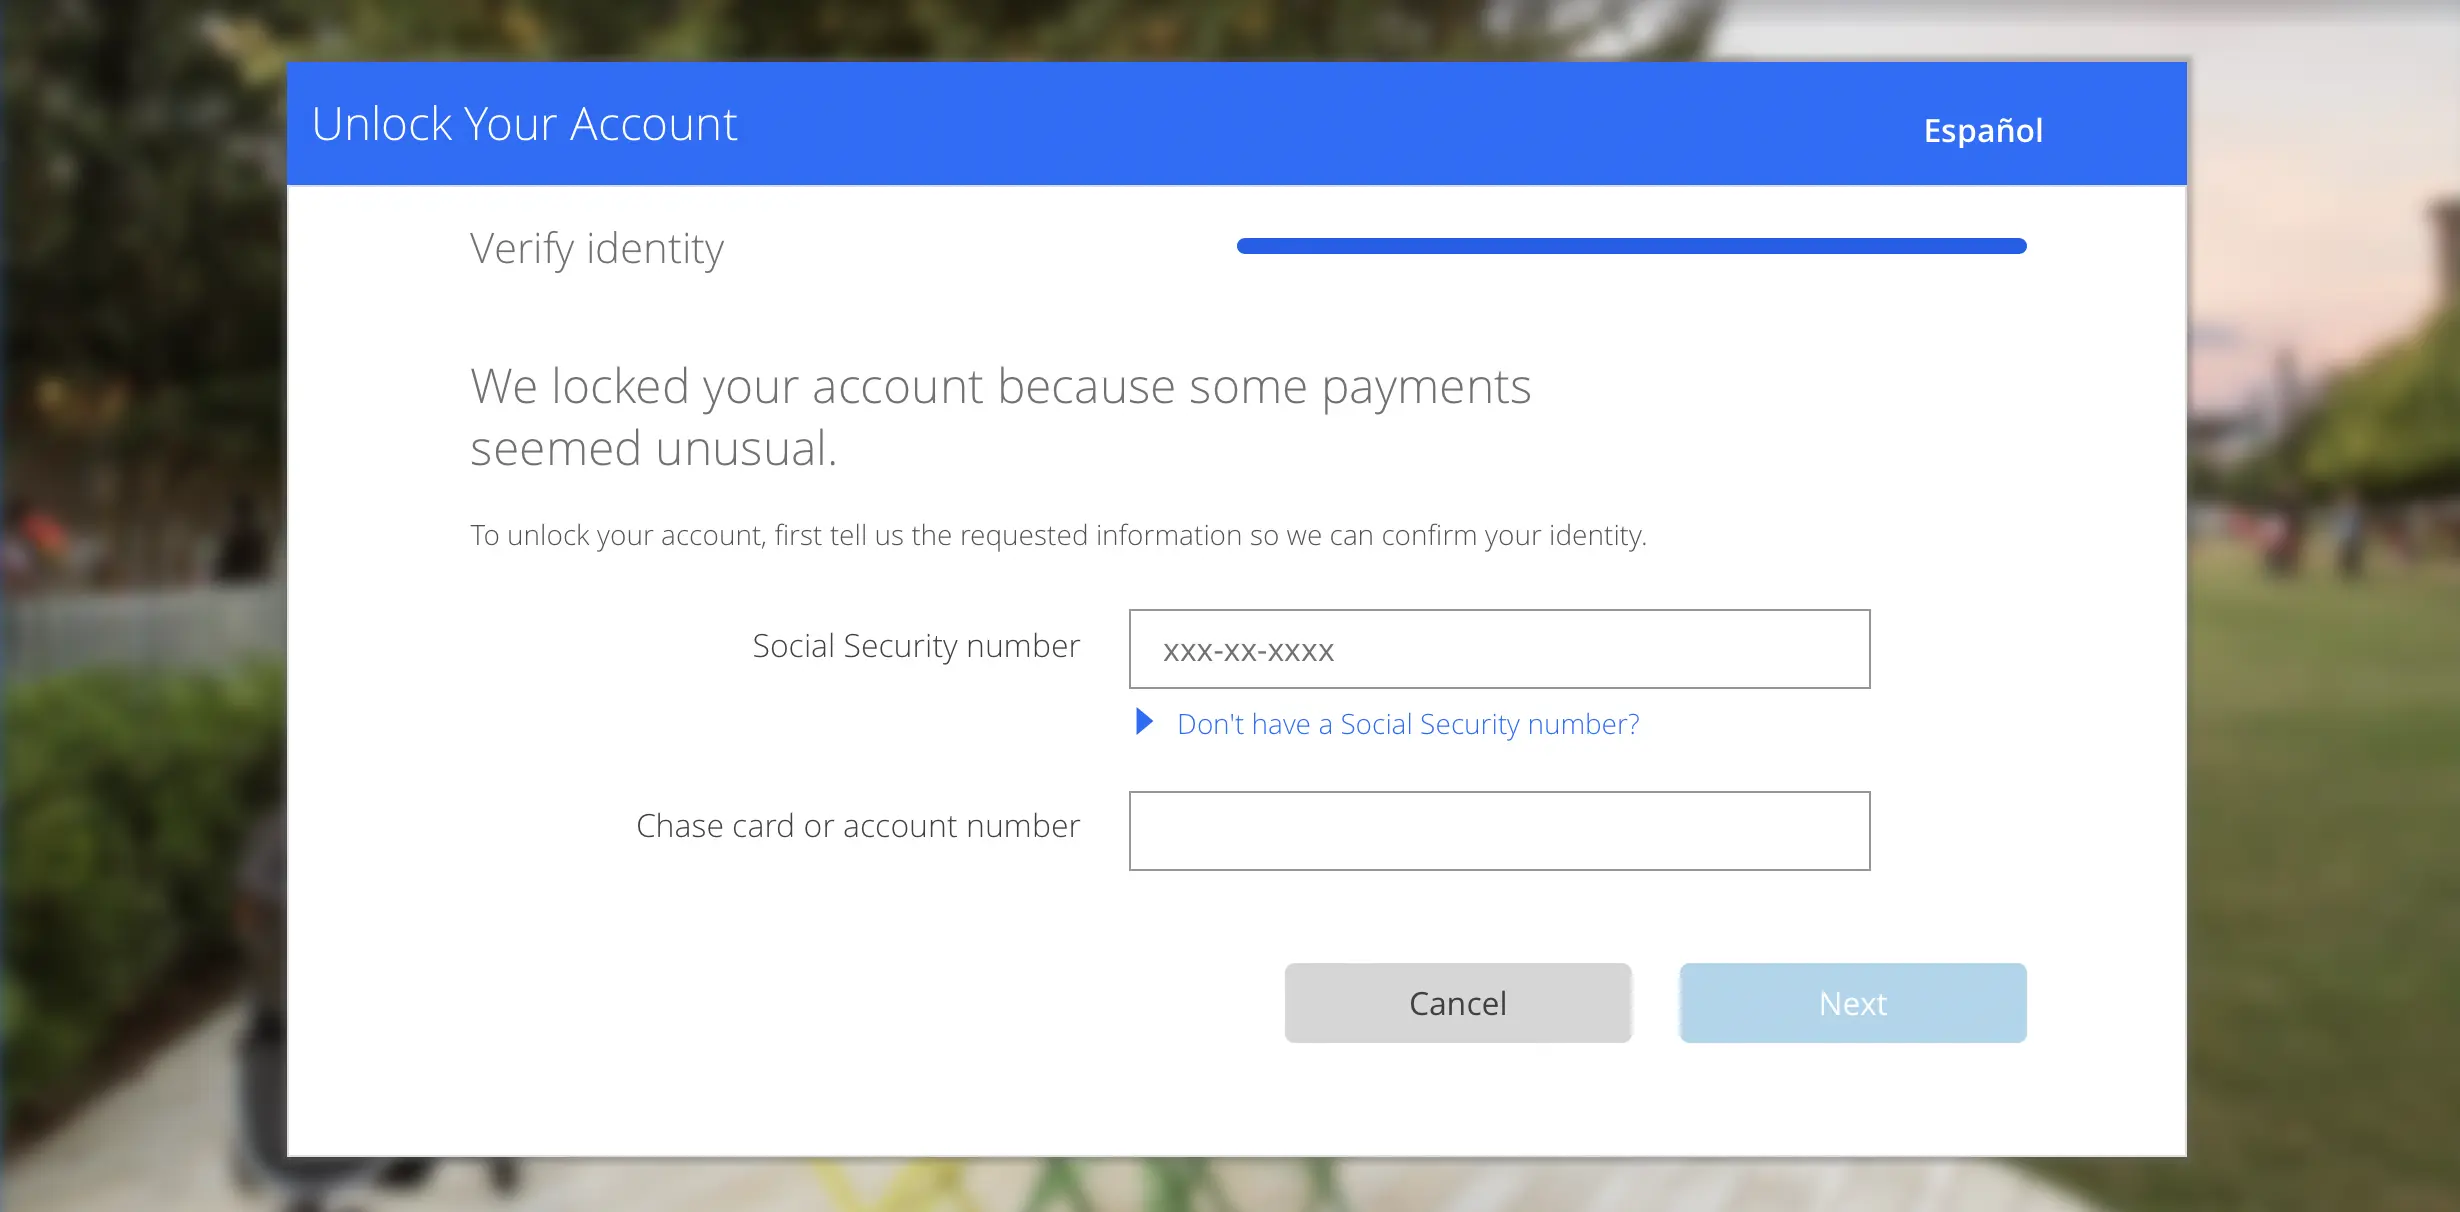 Unlock Your Account
Español
Verify identity
We locked your account because some payments
seemed unusual.
To unlock your account, first tell us the requested information so we can confirm your identity.
Social Security number
xxx-xx-xxxx
Don't have a Social Security number?
Chase card or account number
Cancel
Next